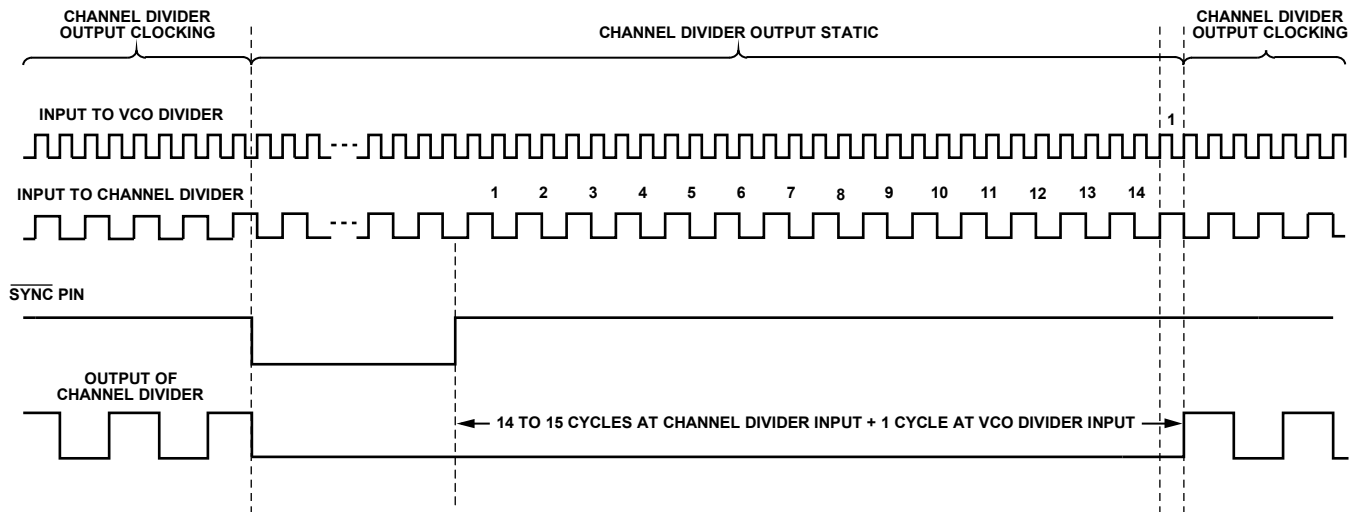 CHANNEL DIVIDER
OUTPUT CLOCKING
CHANNEL DIVIDER OUTPUT STATIC
CHANNEL DIVIDER
OUTPUT CLOCKING
INPUT TO VCO DIVIDER
1
INPUT TO CHANNEL DIVIDER
1 2 3 4 5 6 7 8 9 10 11 12 13 14
SYNC PIN
OUTPUT OF
CHANNEL DIVIDER
14 TO 15 CYCLES AT CHANNEL DIVIDER INPUT + 1 CYCLE AT VCO DIVIDER INPUT